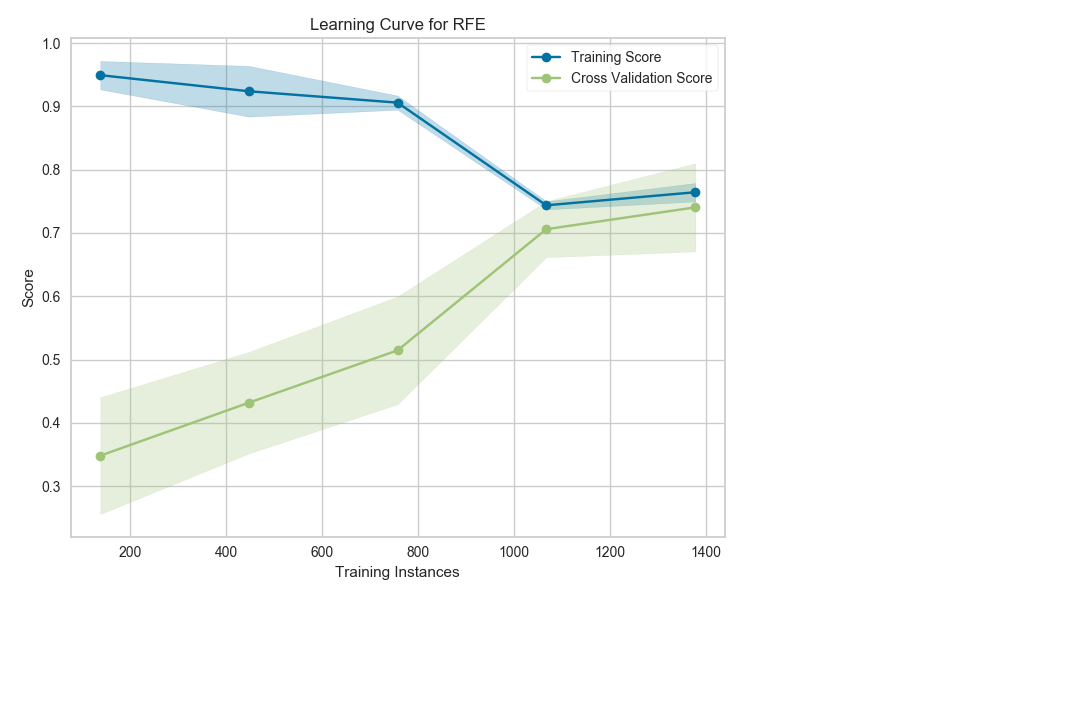 Learning Curve for RFE
Training Score
Cross Validation Score
1.0
0.9
0.8
0.7
0.6
0.5
0.4
0.3
Score
200 400 600 800 1000 1200 1400
Training Instances